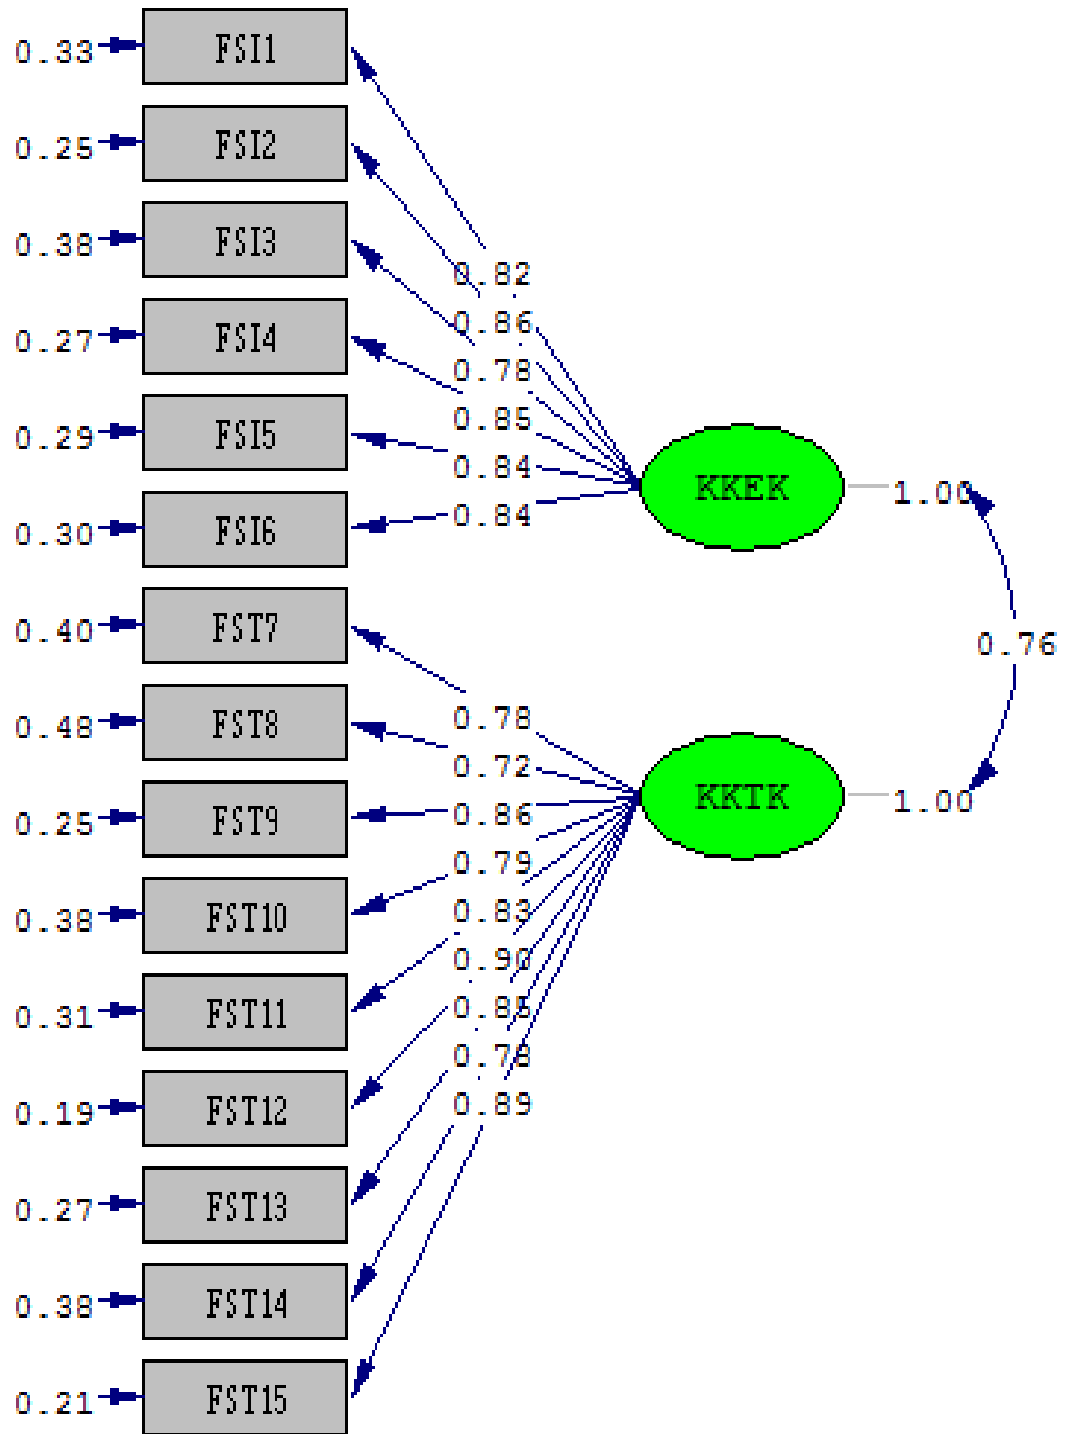 0.33 FSI1
0.25 FSI2
0.38 FSI3
0.27 FSI4
0.29 FSI5
0.30 FSI6
0.40 FST7
0.48 FST8
0.25 FST9
0.38 FST10
0.31 FST11
0.19 FST12
0.27 FST13
0.38 FST14
0.21 FST15
0.82
0.86
0.78
0.85
0.84
0.84
0.78
0.72
0.86
0.79
0.83
0.90
0.85
0.78
0.89
KKEK 1.00
0.76
KKTK 1.00